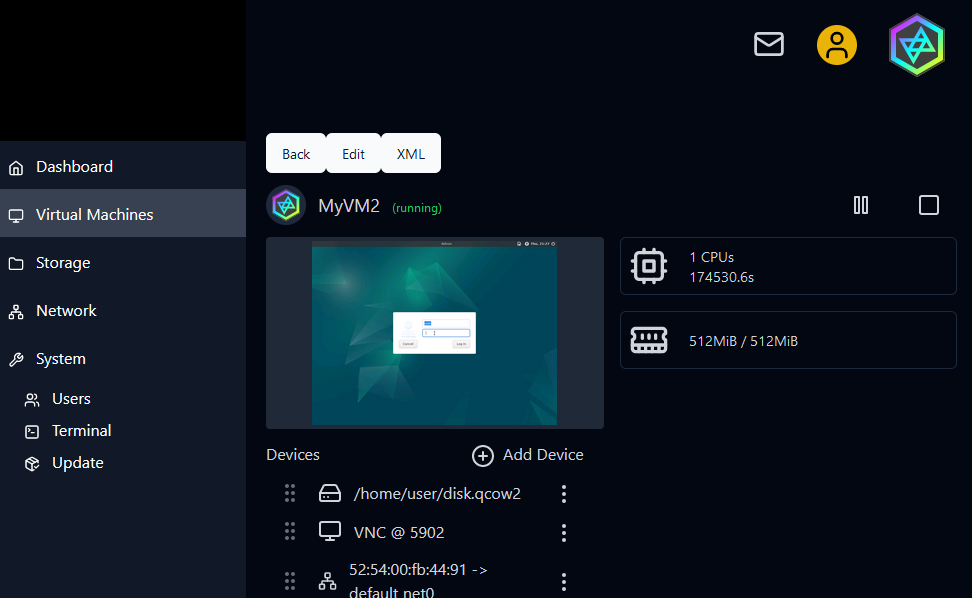 Dashboard
Virtual Machines
Storage
Network
System
Users
Terminal
Update
Back Edit XML
MyVM2 (running)
1 CPUs
174530.6s
512MiB / 512MiB
Cancel Log In
Devices
Add Device
/home/user/disk.qcow2
VNC @ 5902
52:54:00:fb:44:91 ->
default net0